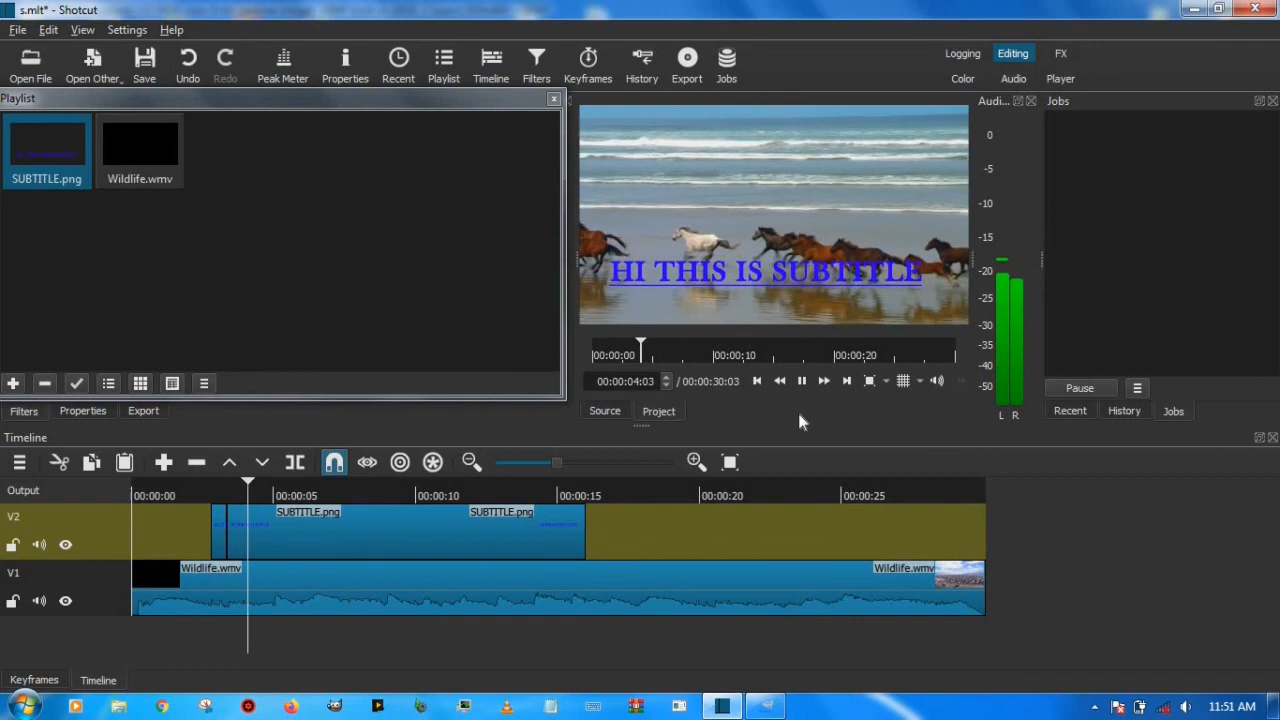 s.mlt* - Shotcut
File Edit View Settings Help
Open File Open Other... Save Undo Redo Peak Meter Properties Recent Playlist Timeline Filters Keyframes History Export Jobs
Logging Editing FX
Color Audio Player
Playlist
SUBTITLE.png Wildlife.wmv
Filters Properties Export
HI THIS IS SUBTITLE
00:00:00 00:00:10 00:00:20
00:00:04:03 / 00:00:30:03
Source Project
Audi...
0
-5
-10
-15
-20
-25
-30
-35
-40
-50
L R
Jobs
Pause
Recent History Jobs
Timeline
Output 00:00:00 00:00:05 00:00:10 00:00:15 00:00:20 00:00:25
V2 SUBTITLE.png SUBTITLE.png
V1 Wildlife.wmv Wildlife.wmv
Keyframes Timeline
11:51 AM